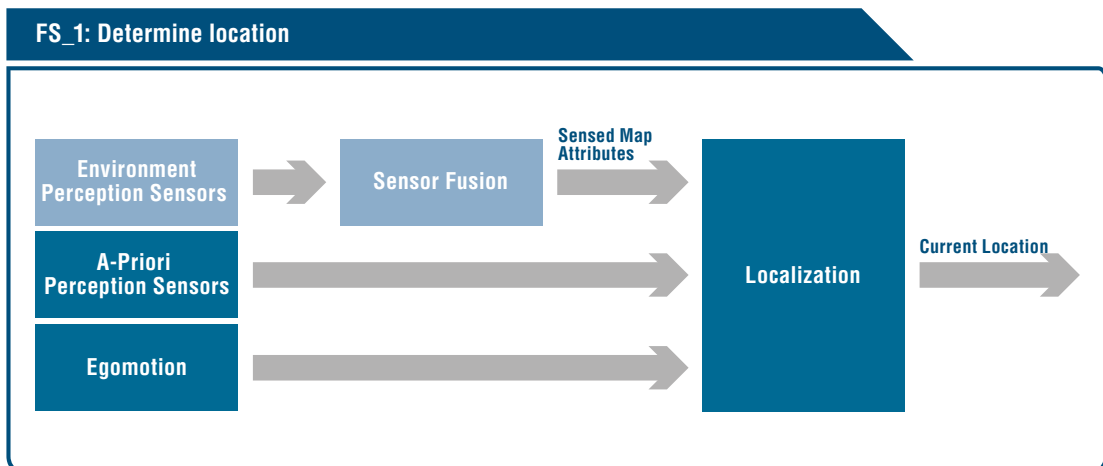 FS_1: Determine location
Environment
Perception Sensors
Sensor Fusion
Sensed Map
Attributes
A-Priori
Perception Sensors
Localization
Current Location
Egomotion